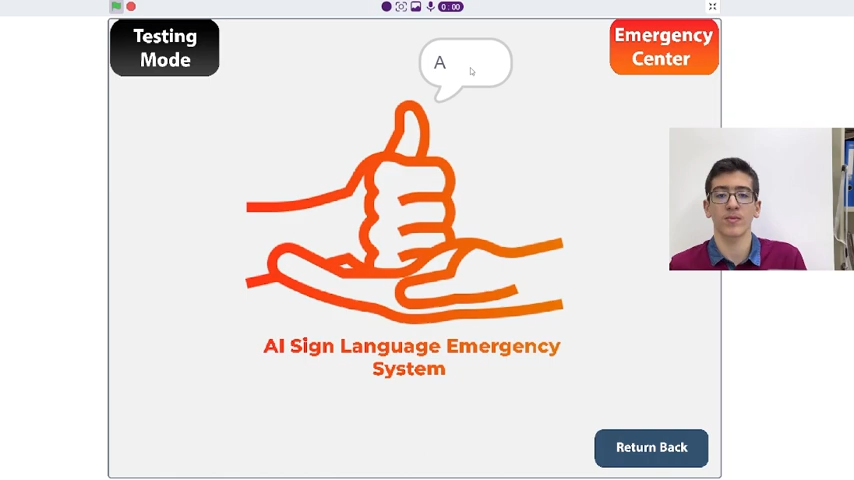 0:00
Testing
Mode
A
Emergency
Center
AI Sign Language Emergency
System
Return Back